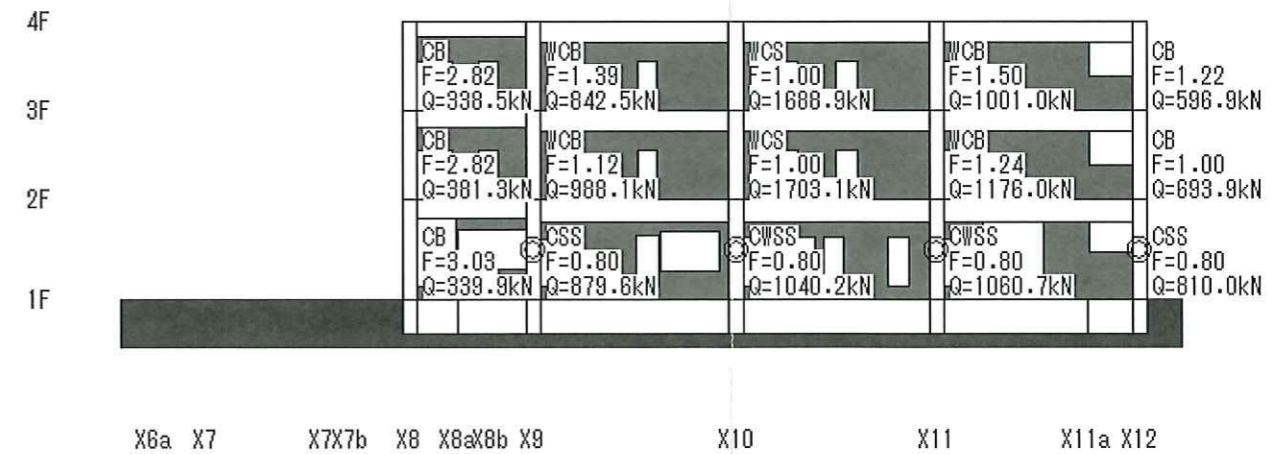 4F
CB WCB WCS WCB CB
F=2.82 F=1.39 F=1.00 F=1.50 F=1.22
Q=338.5kN Q=842.5kN Q=1688.9kN Q=1001.0kN Q=596.9kN
3F
CB WCB WCS WCB CB
F=2.82 F=1.12 F=1.00 F=1.24 F=1.00
Q=381.3kN Q=988.1kN Q=1703.1kN Q=1176.0kN Q=693.9kN
2F
CB CSS CWSS CWSS CSS
F=3.03 F=0.80 F=0.80 F=0.80 F=0.80
Q=339.9kN Q=879.6kN Q=1040.2kN Q=1060.7kN Q=810.0kN
1F
X6a X7 X7X7b X8 X8aX8b X9 X10 X11 X11a X12